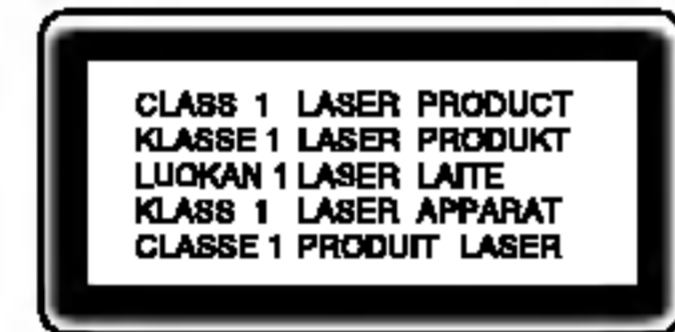 CLASS 1 LASER PRODUCT
KLASSE 1 LASER PRODUKT
LUOKAN 1 LASER LAITE
KLASS 1 LASER APPARAT
CLASSE 1 PRODUIT LASER